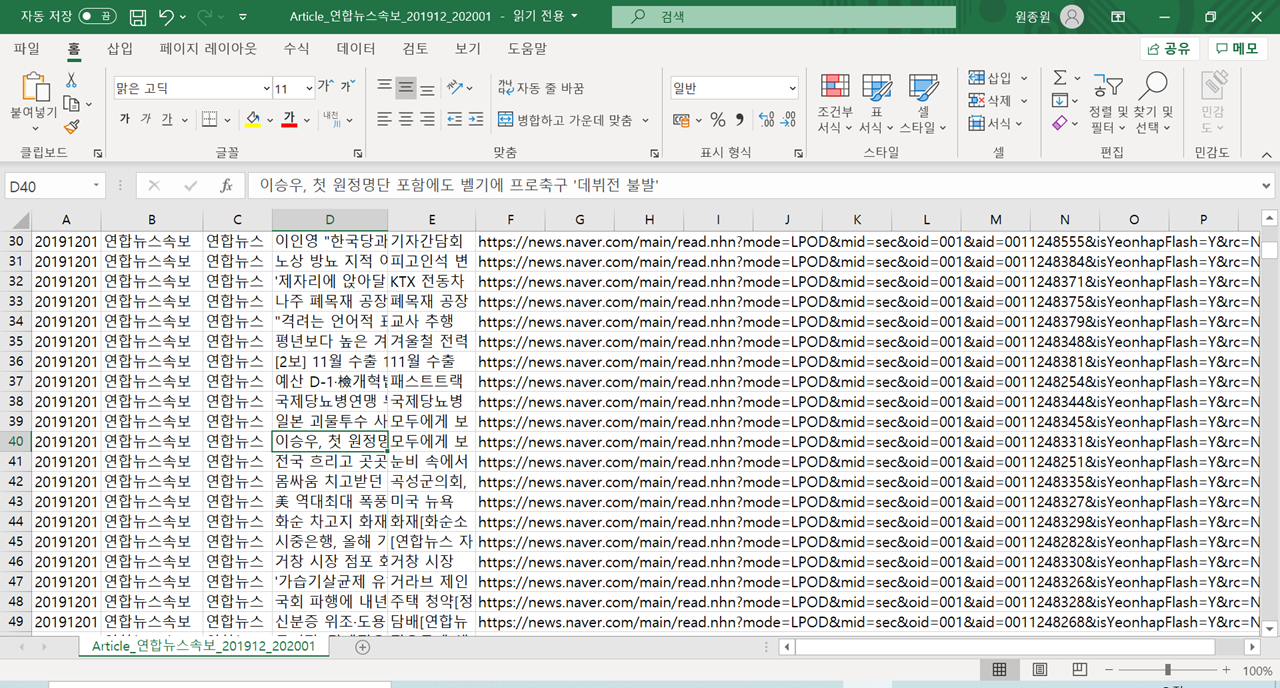 자동 저장 끔 Article_연합뉴스속보_201912_202001 - 읽기 전용 검색 원종원
파일 홈 삽입 페이지 레이아웃 수식 데이터 검토 보기 도움말 공유 메모
붙여넣기 맑은 고딕 11 가 가 자동 줄 바꿈 일반 조건부 서식 표 서식 셀 스타일 삽입 삭제 서식 정렬 및 필터 찾기 및 선택 민감도
가 가 가 가 내천 병합하고 가운데 맞춤 % 
클립보드 글꼴 맞춤 표시 형식 스타일 셀 편집 민감도
D40 fx 이승우, 첫 원정명단 포함에도 벨기에 프로축구 '데뷔전 불발'
A B C D E F G H I J K L M N O P
30 20191201 연합뉴스속보 연합뉴스 이인영 "한국당과 기자간담회 https://news.naver.com/main/read.nhn?mode=LPOD&mid=sec&oid=001&aid=0011248555&isYeonhapFlash=Y&rc=N
31 20191201 연합뉴스속보 연합뉴스 노상 방뇨 지적 피고인석 변 https://news.naver.com/main/read.nhn?mode=LPOD&mid=sec&oid=001&aid=0011248384&isYeonhapFlash=Y&rc=N
32 20191201 연합뉴스속보 연합뉴스 '제자리에 앉아달 KTX 전동차 https://news.naver.com/main/read.nhn?mode=LPOD&mid=sec&oid=001&aid=0011248371&isYeonhapFlash=Y&rc=N
33 20191201 연합뉴스속보 연합뉴스 나주 폐목재 공장 폐목재 공장 https://news.naver.com/main/read.nhn?mode=LPOD&mid=sec&oid=001&aid=0011248375&isYeonhapFlash=Y&rc=N
34 20191201 연합뉴스속보 연합뉴스 "격려는 언어적 교사 추행 https://news.naver.com/main/read.nhn?mode=LPOD&mid=sec&oid=001&aid=0011248379&isYeonhapFlash=Y&rc=N
35 20191201 연합뉴스속보 연합뉴스 평년보다 높은 겨울철 전력 https://news.naver.com/main/read.nhn?mode=LPOD&mid=sec&oid=001&aid=0011248348&isYeonhapFlash=Y&rc=N
36 20191201 연합뉴스속보 연합뉴스 [2보] 11월 수출 11월 수출 https://news.naver.com/main/read.nhn?mode=LPOD&mid=sec&oid=001&aid=0011248381&isYeonhapFlash=Y&rc=N
37 20191201 연합뉴스속보 연합뉴스 예산 D-1·檢개혁법 패스트트랙 https://news.naver.com/main/read.nhn?mode=LPOD&mid=sec&oid=001&aid=0011248254&isYeonhapFlash=Y&rc=N
38 20191201 연합뉴스속보 연합뉴스 국제당뇨병연맹 국제당뇨병 https://news.naver.com/main/read.nhn?mode=LPOD&mid=sec&oid=001&aid=0011248344&isYeonhapFlash=Y&rc=N
39 20191201 연합뉴스속보 연합뉴스 일본 괴물투수 사 모두에게 보 https://news.naver.com/main/read.nhn?mode=LPOD&mid=sec&oid=001&aid=0011248345&isYeonhapFlash=Y&rc=N
40 20191201 연합뉴스속보 연합뉴스 이승우, 첫 원정명 모두에게 보 https://news.naver.com/main/read.nhn?mode=LPOD&mid=sec&oid=001&aid=0011248331&isYeonhapFlash=Y&rc=N
41 20191201 연합뉴스속보 연합뉴스 전국 흐리고 곳곳 눈비 속에서 https://news.naver.com/main/read.nhn?mode=LPOD&mid=sec&oid=001&aid=0011248251&isYeonhapFlash=Y&rc=N
42 20191201 연합뉴스속보 연합뉴스 몸싸움 치고받던 곡성군의회, https://news.naver.com/main/read.nhn?mode=LPOD&mid=sec&oid=001&aid=0011248335&isYeonhapFlash=Y&rc=N
43 20191201 연합뉴스속보 연합뉴스 美 역대최대 폭풍 미국 뉴욕 https://news.naver.com/main/read.nhn?mode=LPOD&mid=sec&oid=001&aid=0011248327&isYeonhapFlash=Y&rc=N
44 20191201 연합뉴스속보 연합뉴스 화순 차고지 화재 화재[화순소 https://news.naver.com/main/read.nhn?mode=LPOD&mid=sec&oid=001&aid=0011248329&isYeonhapFlash=Y&rc=N
45 20191201 연합뉴스속보 연합뉴스 시중은행, 올해 기 [연합뉴스 자 https://news.naver.com/main/read.nhn?mode=LPOD&mid=sec&oid=001&aid=0011248282&isYeonhapFlash=Y&rc=N
46 20191201 연합뉴스속보 연합뉴스 거창 시장 점포 화 거창 시장 https://news.naver.com/main/read.nhn?mode=LPOD&mid=sec&oid=001&aid=0011248330&isYeonhapFlash=Y&rc=N
47 20191201 연합뉴스속보 연합뉴스 '가습기살균제 유 거라브 제인 https://news.naver.com/main/read.nhn?mode=LPOD&mid=sec&oid=001&aid=0011248326&isYeonhapFlash=Y&rc=N
48 20191201 연합뉴스속보 연합뉴스 국회 파행에 내년 주택 청약[정 https://news.naver.com/main/read.nhn?mode=LPOD&mid=sec&oid=001&aid=0011248328&isYeonhapFlash=Y&rc=N
49 20191201 연합뉴스속보 연합뉴스 신분증 위조·도용 담배[연합뉴 https://news.naver.com/main/read.nhn?mode=LPOD&mid=sec&oid=001&aid=0011248268&isYeonhapFlash=Y&rc=N
Article_연합뉴스속보_201912_202001
100%